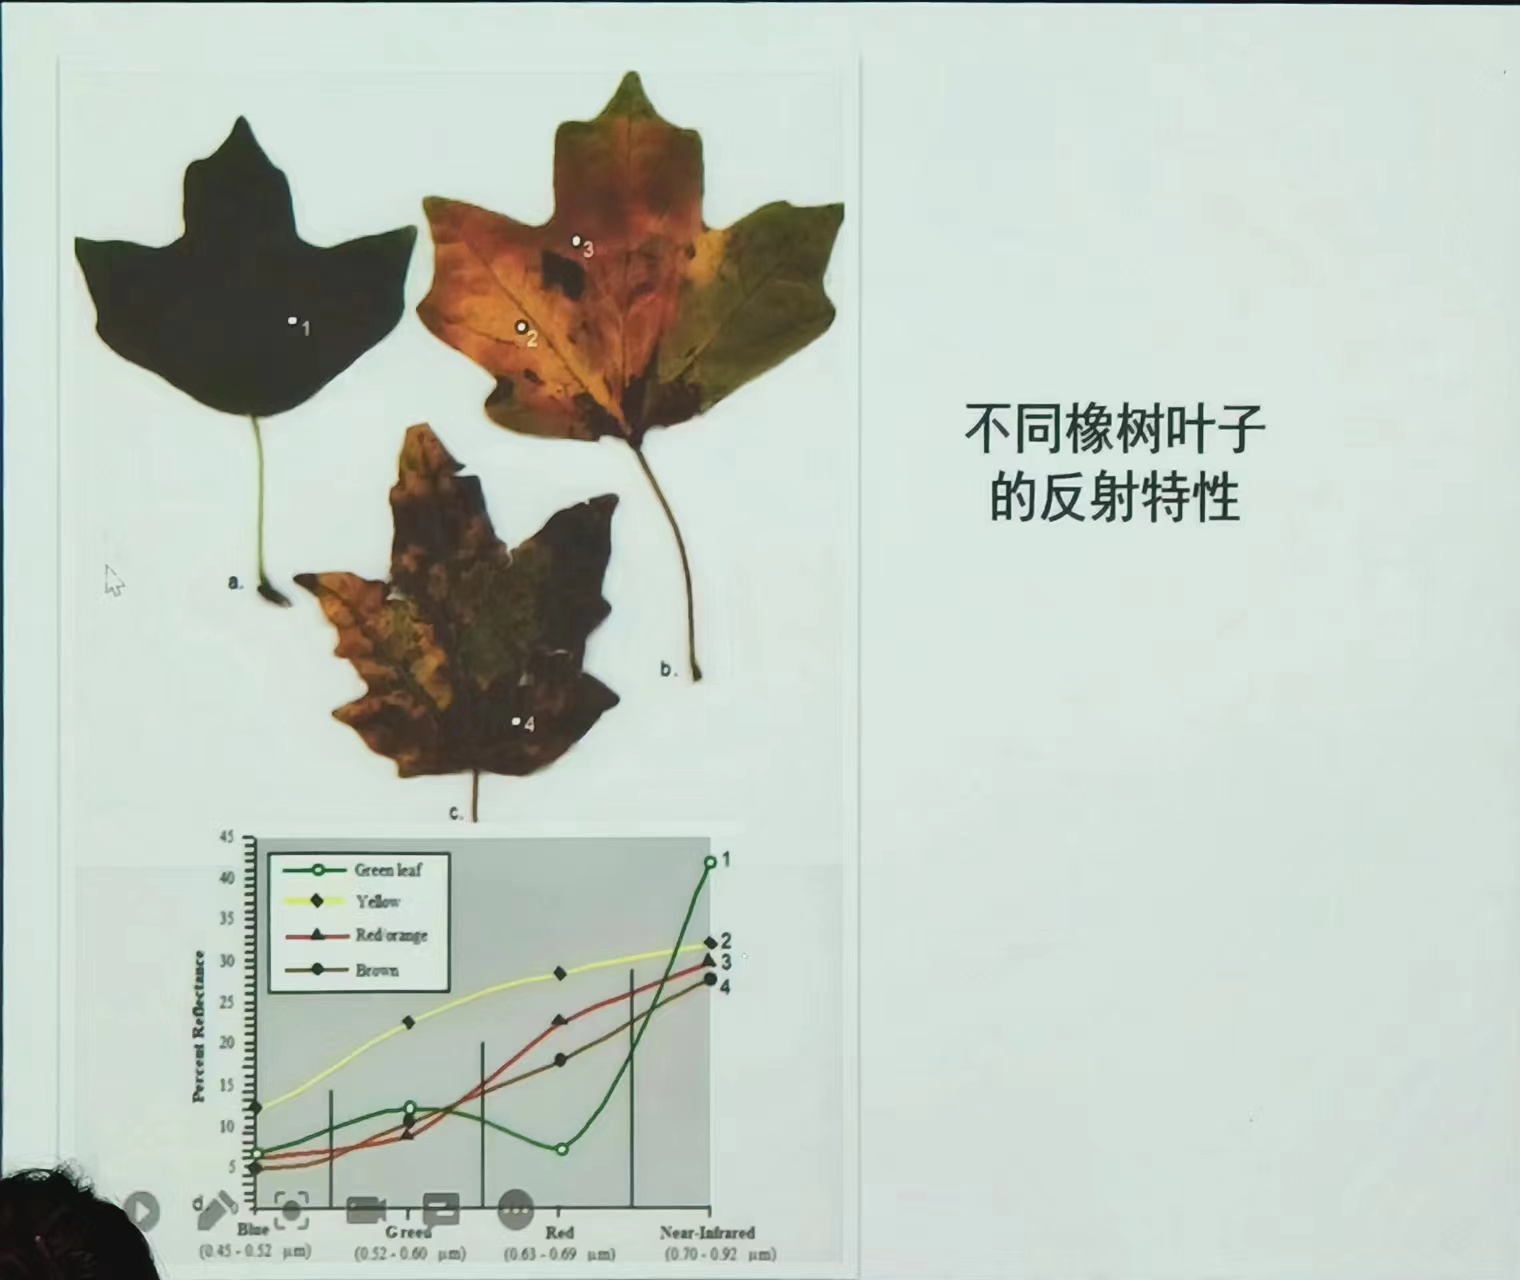 1
3
2
不同橡树叶子
的反射特性
a.
b.
4
c.
45
40
35
30
25
20
15
10
5
0
Percent Reflectance
Green leaf
Yellow
Red/orange
Brown
1
2
3
4
d.
Blue Green Red Near-Infrared
(0.45 - 0.52 μm) (0.52 - 0.60 μm) (0.63 - 0.69 μm) (0.70 - 0.92 μm)